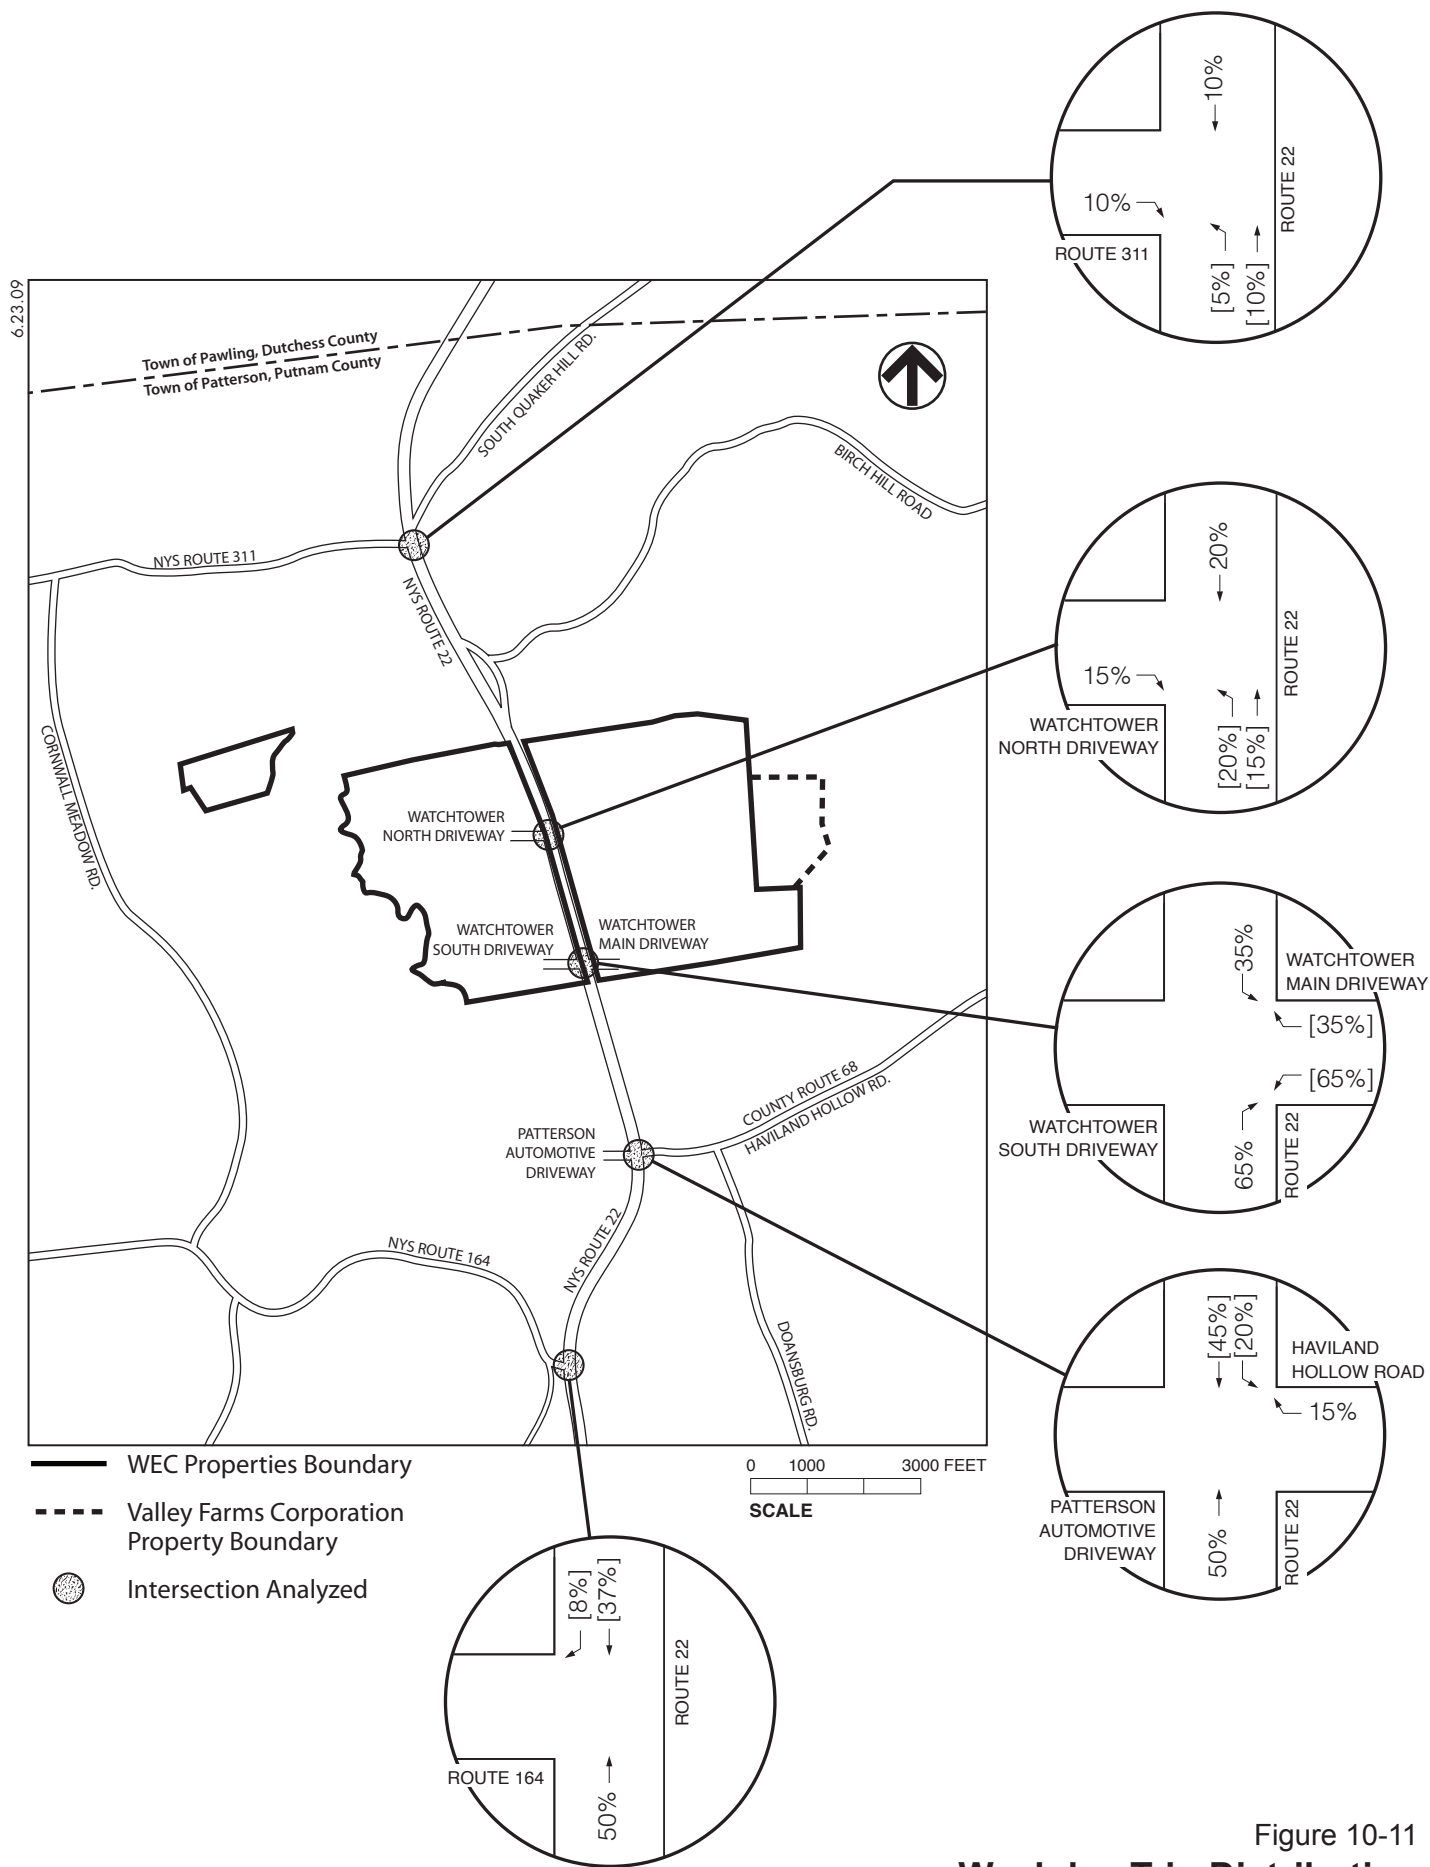 6.23.09
10%
10%
ROUTE 311
[5%]
[10%]
ROUTE 22
Town of Pawling, Dutchess County
Town of Patterson, Putnam County
SOUTH QUAKER HILL RD.
BIRCH HILL ROAD
NYS ROUTE 311
NYS ROUTE 22
20%
15%
WATCHTOWER
NORTH DRIVEWAY
[20%]
[15%]
ROUTE 22
CORNWALL MEADOW RD.
WATCHTOWER
NORTH DRIVEWAY
WATCHTOWER
SOUTH DRIVEWAY
WATCHTOWER
MAIN DRIVEWAY
35%
WATCHTOWER
MAIN DRIVEWAY
[35%]
[65%]
WATCHTOWER
SOUTH DRIVEWAY
65%
ROUTE 22
COUNTY ROUTE 68
HAVILAND HOLLOW RD.
PATTERSON
AUTOMOTIVE
DRIVEWAY
NYS ROUTE 22
NYS ROUTE 164
DOANSBURG RD.
[45%]
[20%]
HAVILAND
HOLLOW ROAD
15%
PATTERSON
AUTOMOTIVE
DRIVEWAY
50%
ROUTE 22
WEC Properties Boundary
Valley Farms Corporation
Property Boundary
Intersection Analyzed
0 1000 3000 FEET
SCALE
[8%]
[37%]
ROUTE 22
ROUTE 164
50%
Figure 10-11